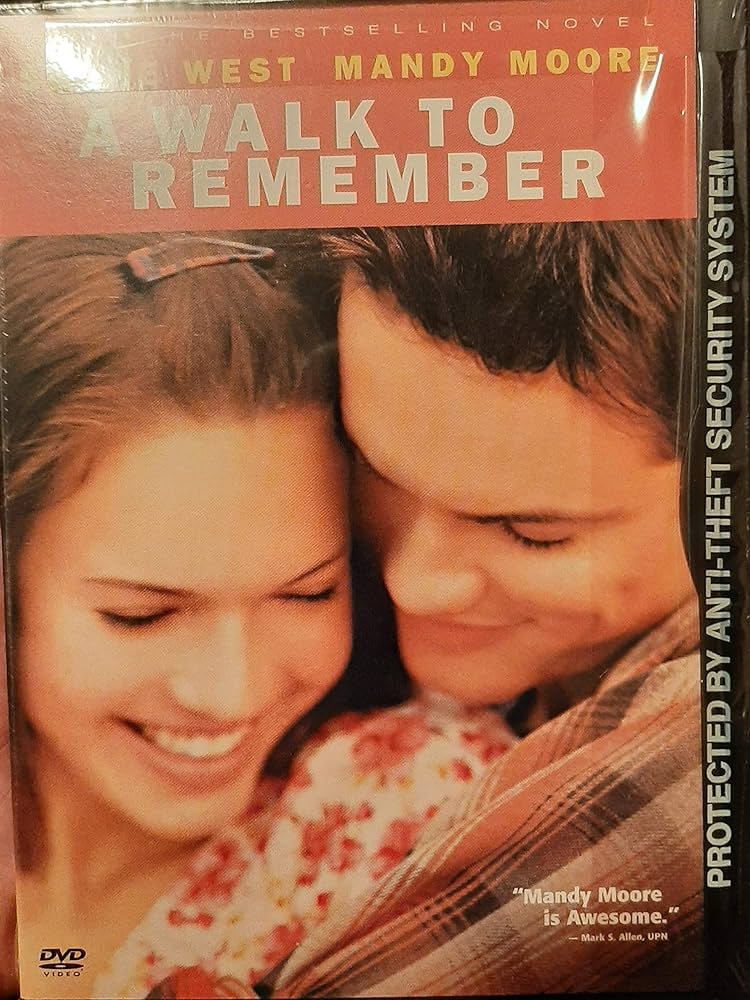 THE BESTSELLING NOVEL
WEST MANDY MOORE
A WALK TO
REMEMBER
PROTECTED BY ANTI-THEFT SECURITY SYSTEM
"Mandy Moore
is Awesome."
— Mark S. Allen, UPN
DVD
VIDEO